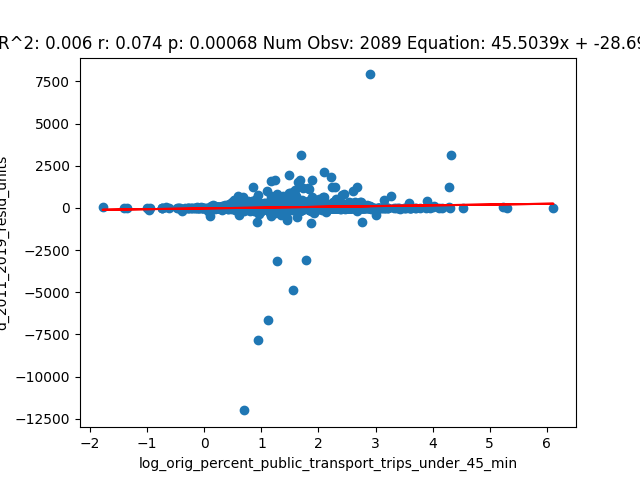 R^2: 0.006 r: 0.074 p: 0.00068 Num Obsv: 2089 Equation: 45.5039x + -28.69
7500
5000
2500
0
−2500
−5000
−7500
−10000
−12500
d_2011_2019_resid_units
−2 −1 0 1 2 3 4 5 6
log_orig_percent_public_transport_trips_under_45_min